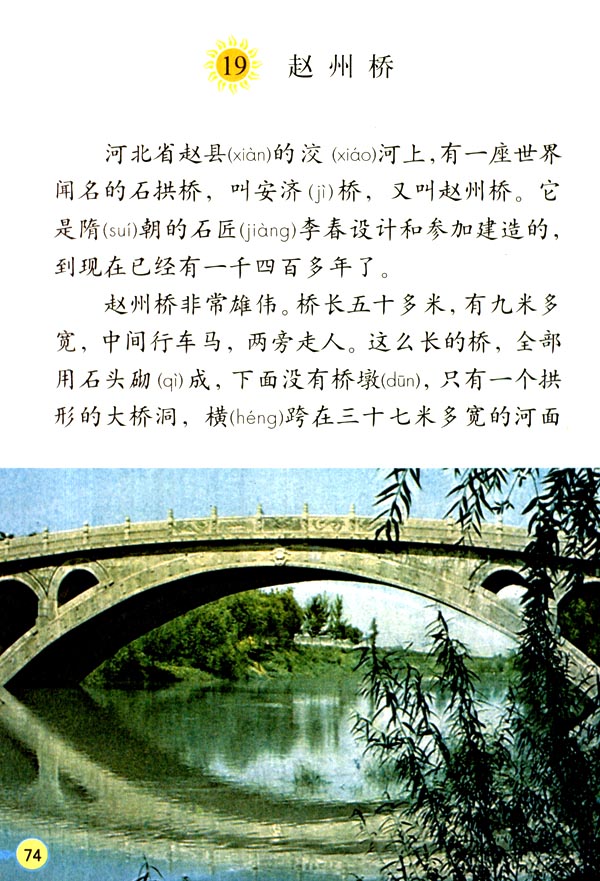 19 赵州桥
河北省赵县(xiàn)的洨(xiáo)河上,有一座世界
闻名的石拱桥,叫安济(jì)桥,又叫赵州桥。它
是隋(suí)朝的石匠(jiàng)李春设计和参加建造的,
到现在已经有一千四百多年了。
赵州桥非常雄伟。桥长五十多米,有九米多
宽,中间行车马,两旁走人。这么长的桥,全部
用石头砌(qì)成,下面没有桥墩(dūn),只有一个拱
形的大桥洞,横(héng)跨在三十七米多宽的河面
74